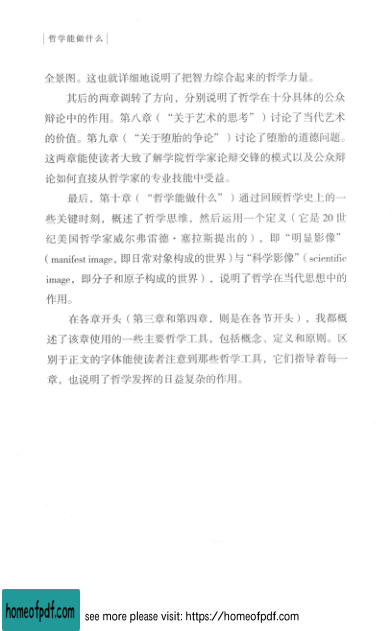 | 哲学能做什么 |
全景图。这也就详细地说明了把智力综合起来的哲学力量。
其后的两章调转了方向，分别说明了哲学在十分具体的公众
辩论中的作用。第八章（“关于艺术的思考”）讨论了当代艺术
的价值。第九章（“关于堕胎的争论”）讨论了堕胎的道德问题。
这两章能使读者大致了解学院哲学家论辩交锋的模式以及公众辩
论如何直接从哲学家的专业技能中受益。
最后，第十章（“哲学能做什么”）通过回顾哲学史上的一
些关键时刻，概述了哲学思维，然后运用一个定义（它是 20 世
纪美国哲学家威尔弗雷德·塞拉斯提出的），即“明显影像”
（manifest image，即日常对象构成的世界）与“科学影像”（scientific
image，即分子和原子构成的世界），说明了哲学在当代思想中的
作用。
在各章开头（第三章和第四章，则是在各节开头），我都概
述了该章使用的一些主要哲学工具，包括概念、定义和原则。区
别于正文的字体能使读者注意到那些哲学工具，它们指导着每一
章，也说明了哲学发挥的日益复杂的作用。
homeofpdf.com
see more please visit: https://homeofpdf.com